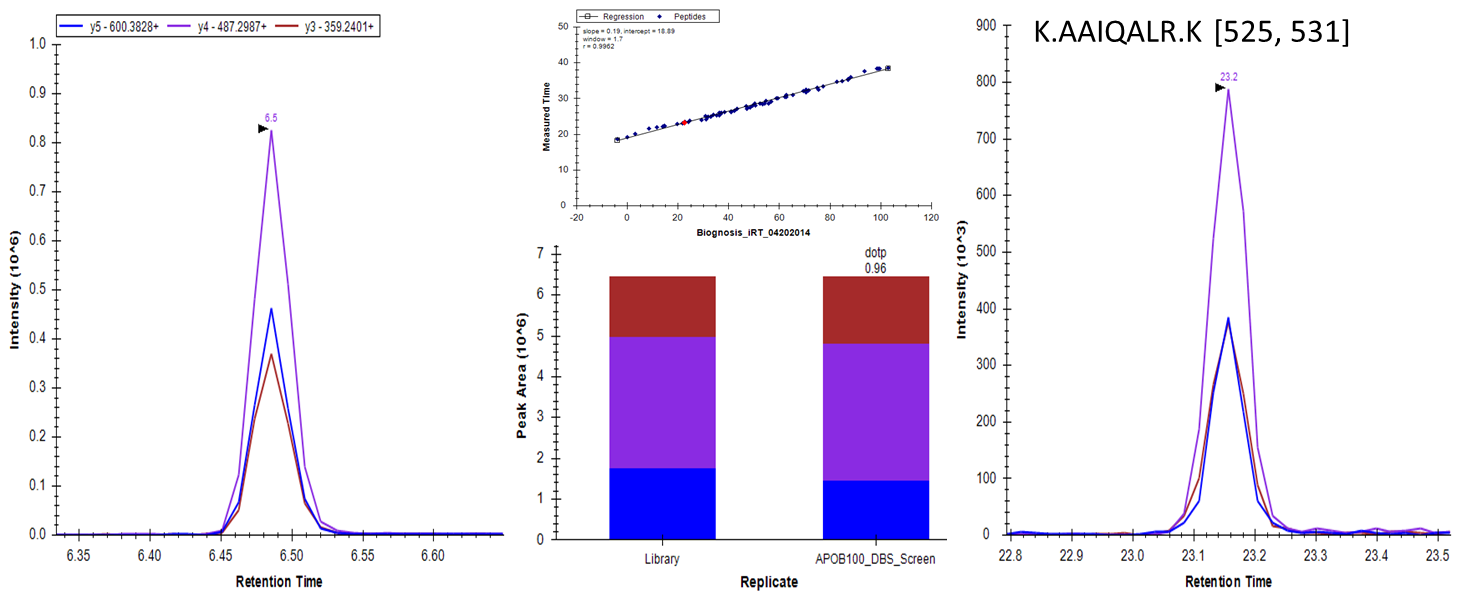 y5 - 600.3828+ y4 - 487.2987+ y3 - 359.2401+
1.0
0.9
0.8
0.7
0.6
0.5
0.4
0.3
0.2
0.1
0.0
Intensity (10^6)
6.5
6.35 6.40 6.45 6.50 6.55 6.60
Retention Time
Regression Peptides
slope = 0.19, intercept = 18.89
window = 1.7
r = 0.9962
50
40
30
20
10
0
Measured Time
-20 0 20 40 60 80 100 120
Biognosis_iRT_04202014
7
6
5
4
3
2
1
0
Peak Area (10^6)
dotp
0.96
Library APOB100_DBS_Screen
Replicate
K.AAIQALR.K [525, 531]
900
800
700
600
500
400
300
200
100
0
Intensity (10^3)
23.2
22.8 22.9 23.0 23.1 23.2 23.3 23.4 23.5
Retention Time